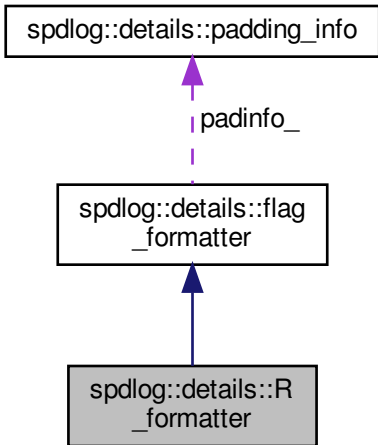 spdlog::details::padding_info
padinfo_
spdlog::details::flag
_formatter
spdlog::details::R
_formatter